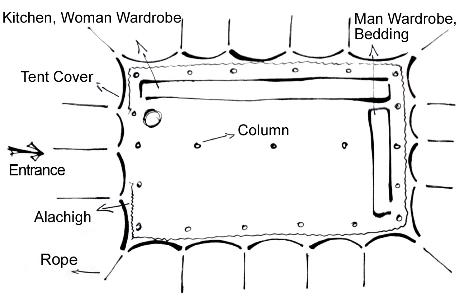 Kitchen, Woman Wardrobe
Man Wardrobe,
Bedding
Tent Cover
Column
Entrance
Alachigh
Rope